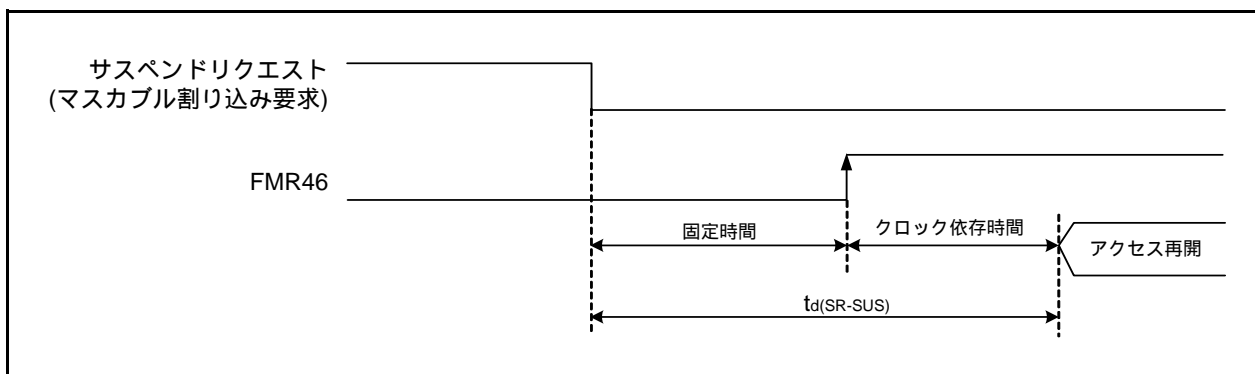 サスペンドリクエスト
(マスカブル割り込み要求)
FMR46
固定時間
クロック依存時間
アクセス再開
td(SR-SUS)